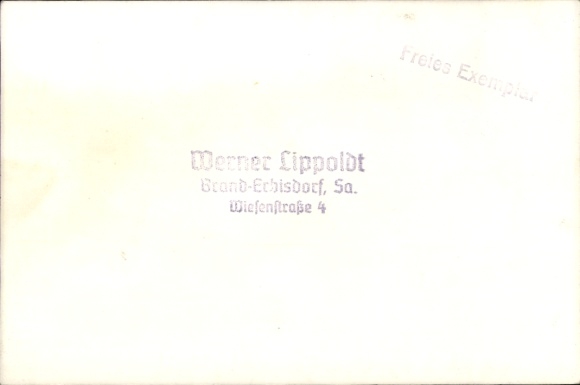 Freies Exemplar
Werner Lippoldt
Brand-Erbisdorf, Sa.
Wiesenstraße 4